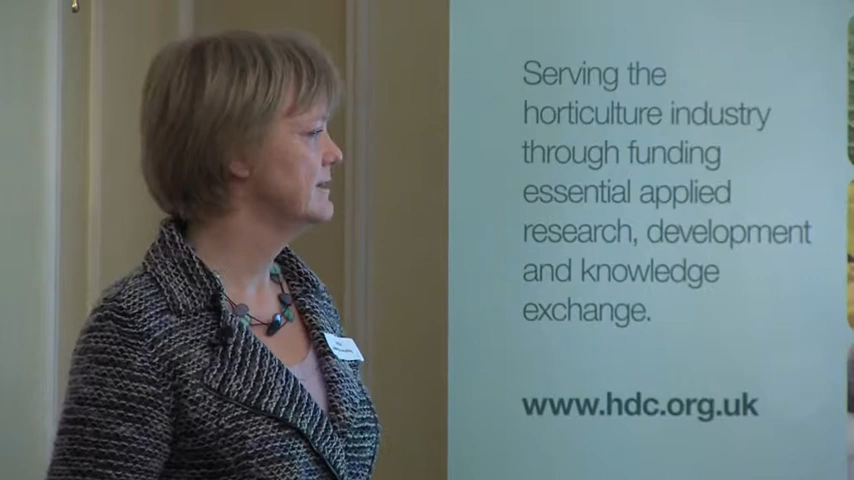 Serving the
horticulture industry
through funding
essential applied
research, development
and knowledge
exchange.
www.hdc.org.uk